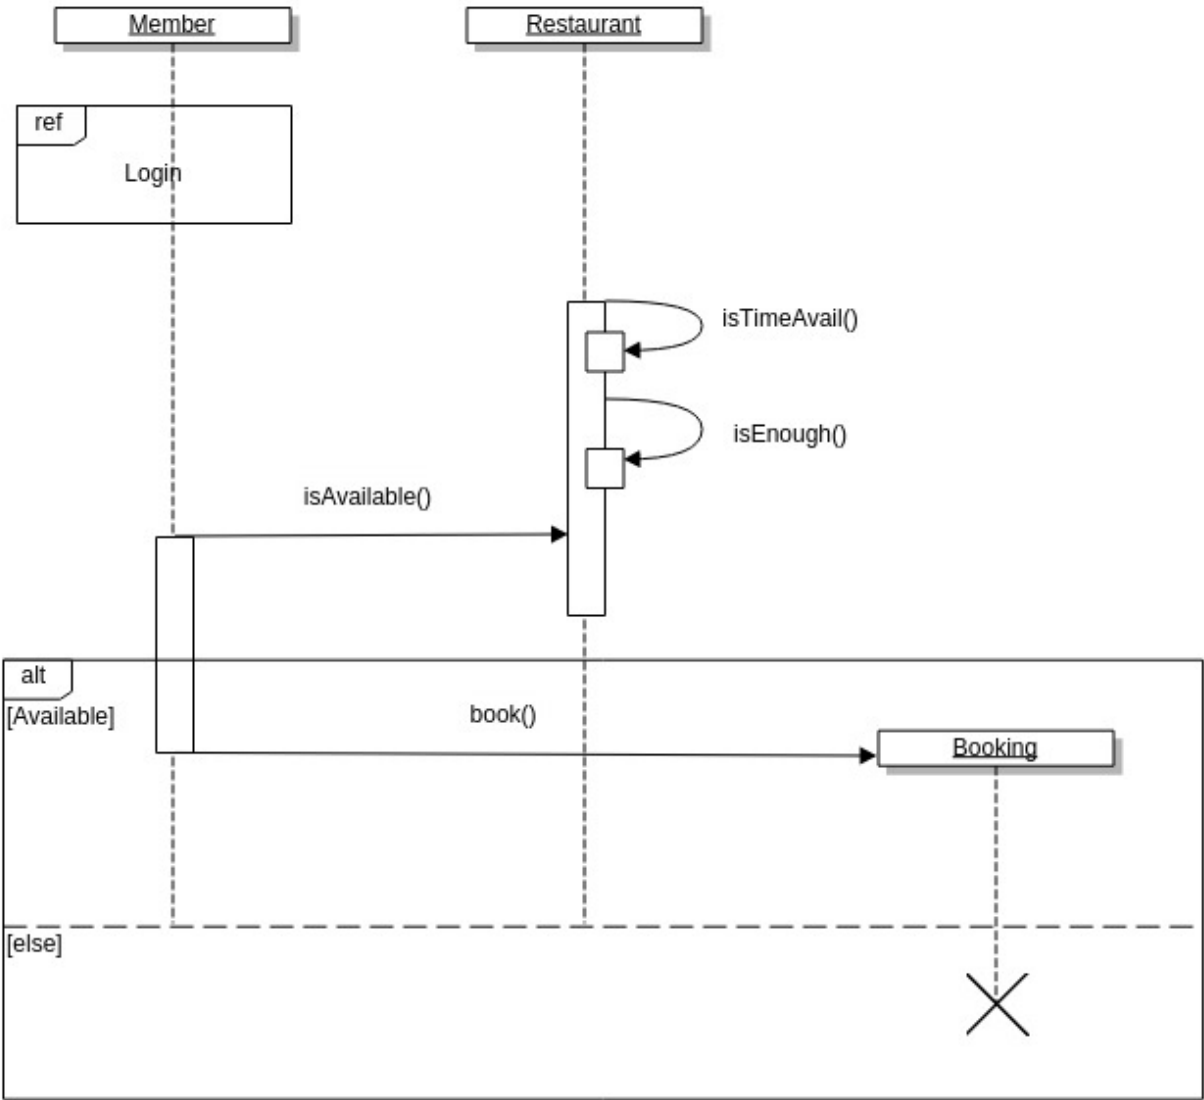 Member
Restaurant
ref
Login
isTimeAvail()
isEnough()
isAvailable()
alt
[Available]
book()
Booking
[else]